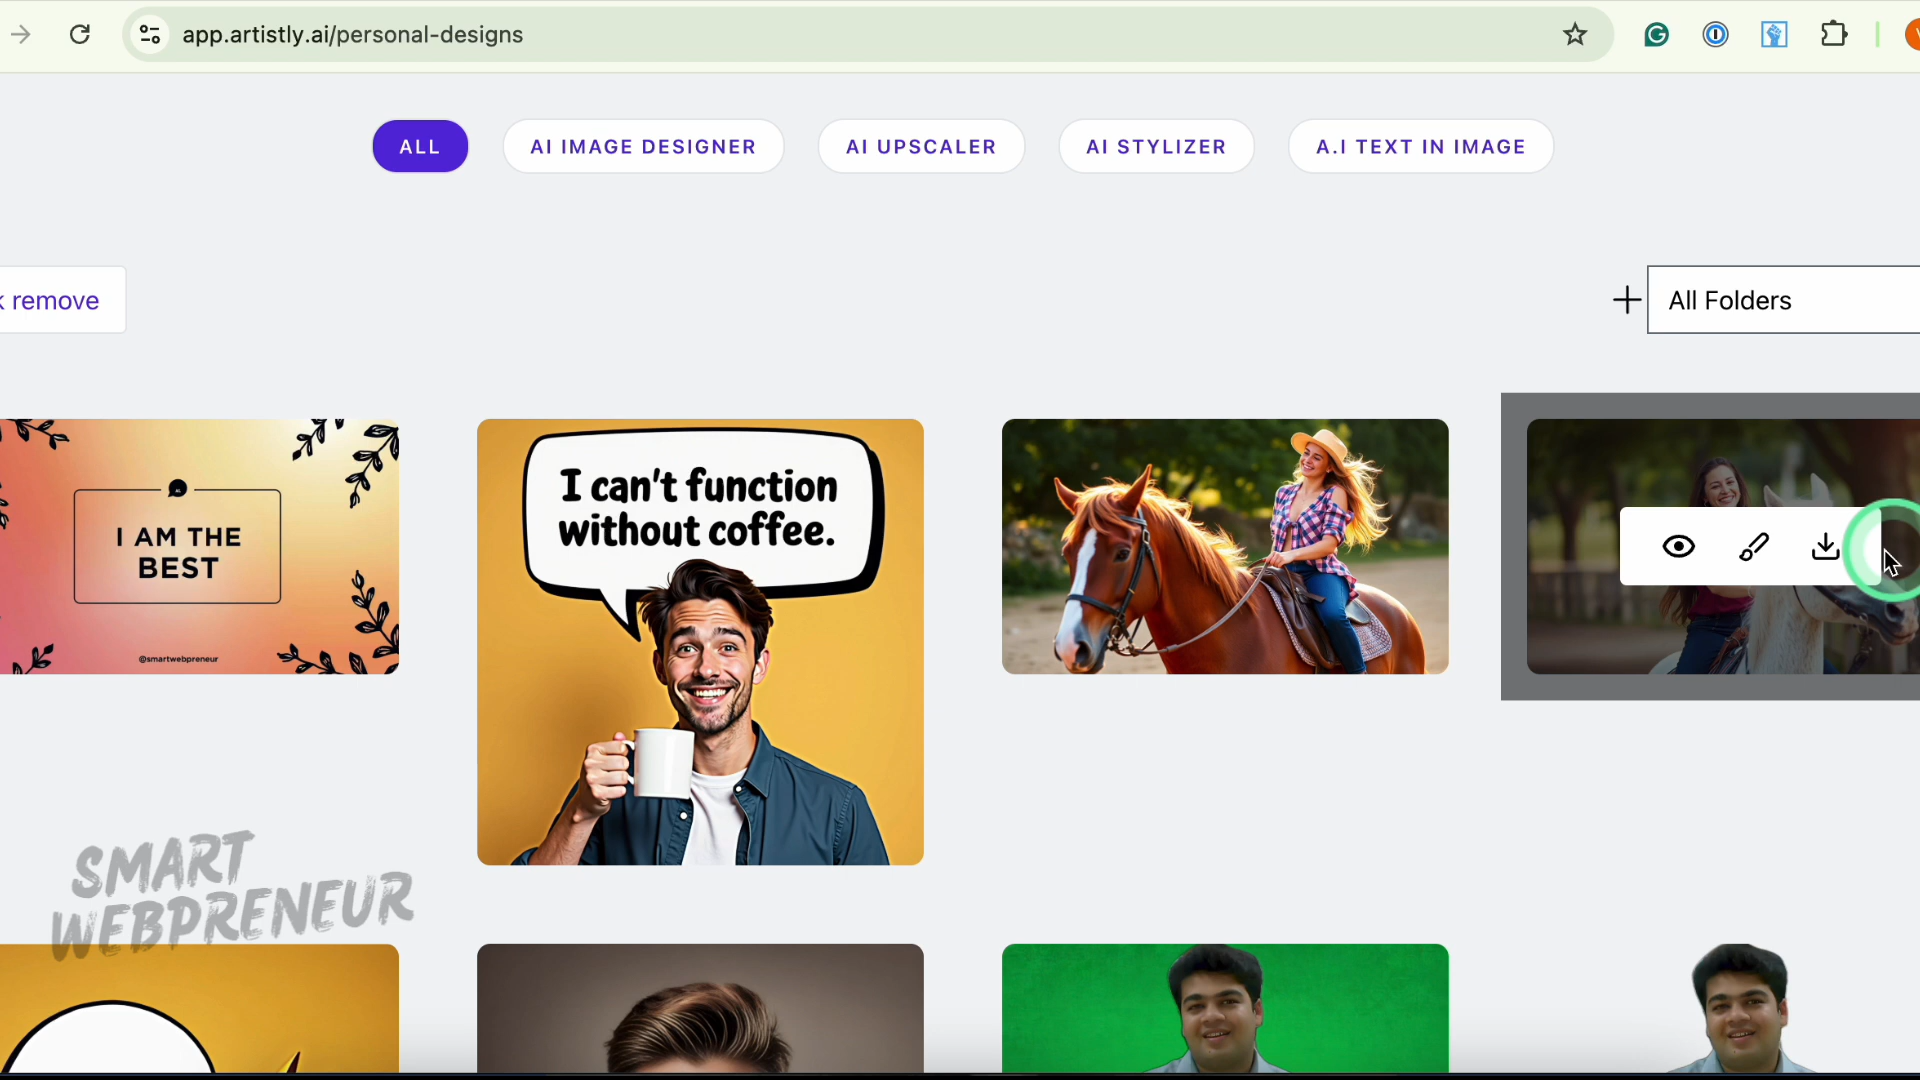 app.artistly.ai/personal-designs
ALL
AI IMAGE DESIGNER
AI UPSCALER
AI STYLIZER
A.I TEXT IN IMAGE
k remove
All Folders
I AM THE
BEST
@smartwebpreneur
I can't function
without coffee.
SMART
WEBPRENEUR